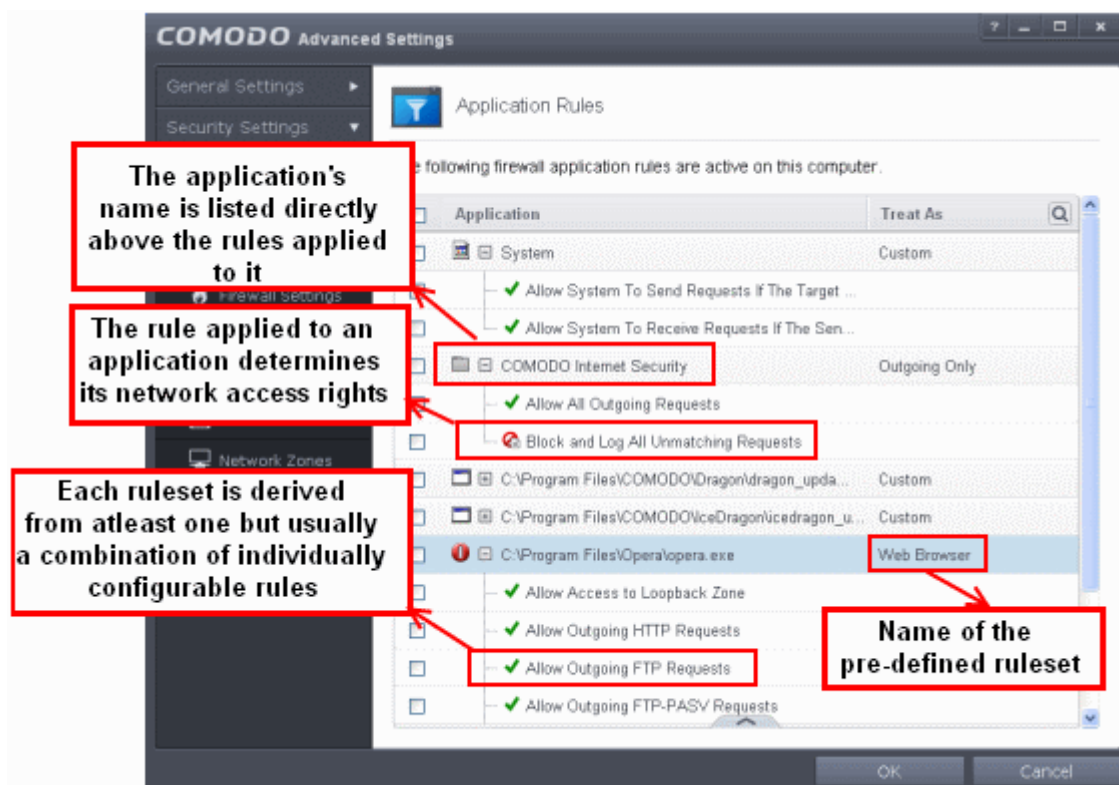 COMODO Advanced Settings
?
General Settings
Security Settings
Application Rules
e following firewall application rules are active on this computer.
The application's
name is listed directly
above the rules applied
to it
Application
Treat As
System
Custom
Allow System To Send Requests If The Target ...
Firewall Settings
Allow System To Receive Requests If The Sen...
The rule applied to an
application determines
its network access rights
COMODO Internet Security
Outgoing Only
Allow All Outgoing Requests
Block and Log All Unmatching Requests
Network Zones
C:\Program Files\COMODO\Dragon\dragon_upda...
Custom
C:\Program Files\COMODO\IceDragon\icedragon_u...
Custom
Each ruleset is derived
from atleast one but usually
a combination of individually
configurable rules
C:\Program Files\Opera\opera.exe
Web Browser
Allow Access to Loopback Zone
Allow Outgoing HTTP Requests
Allow Outgoing FTP Requests
Allow Outgoing FTP-PASV Requests
Name of the
pre-defined ruleset
OK
Cancel